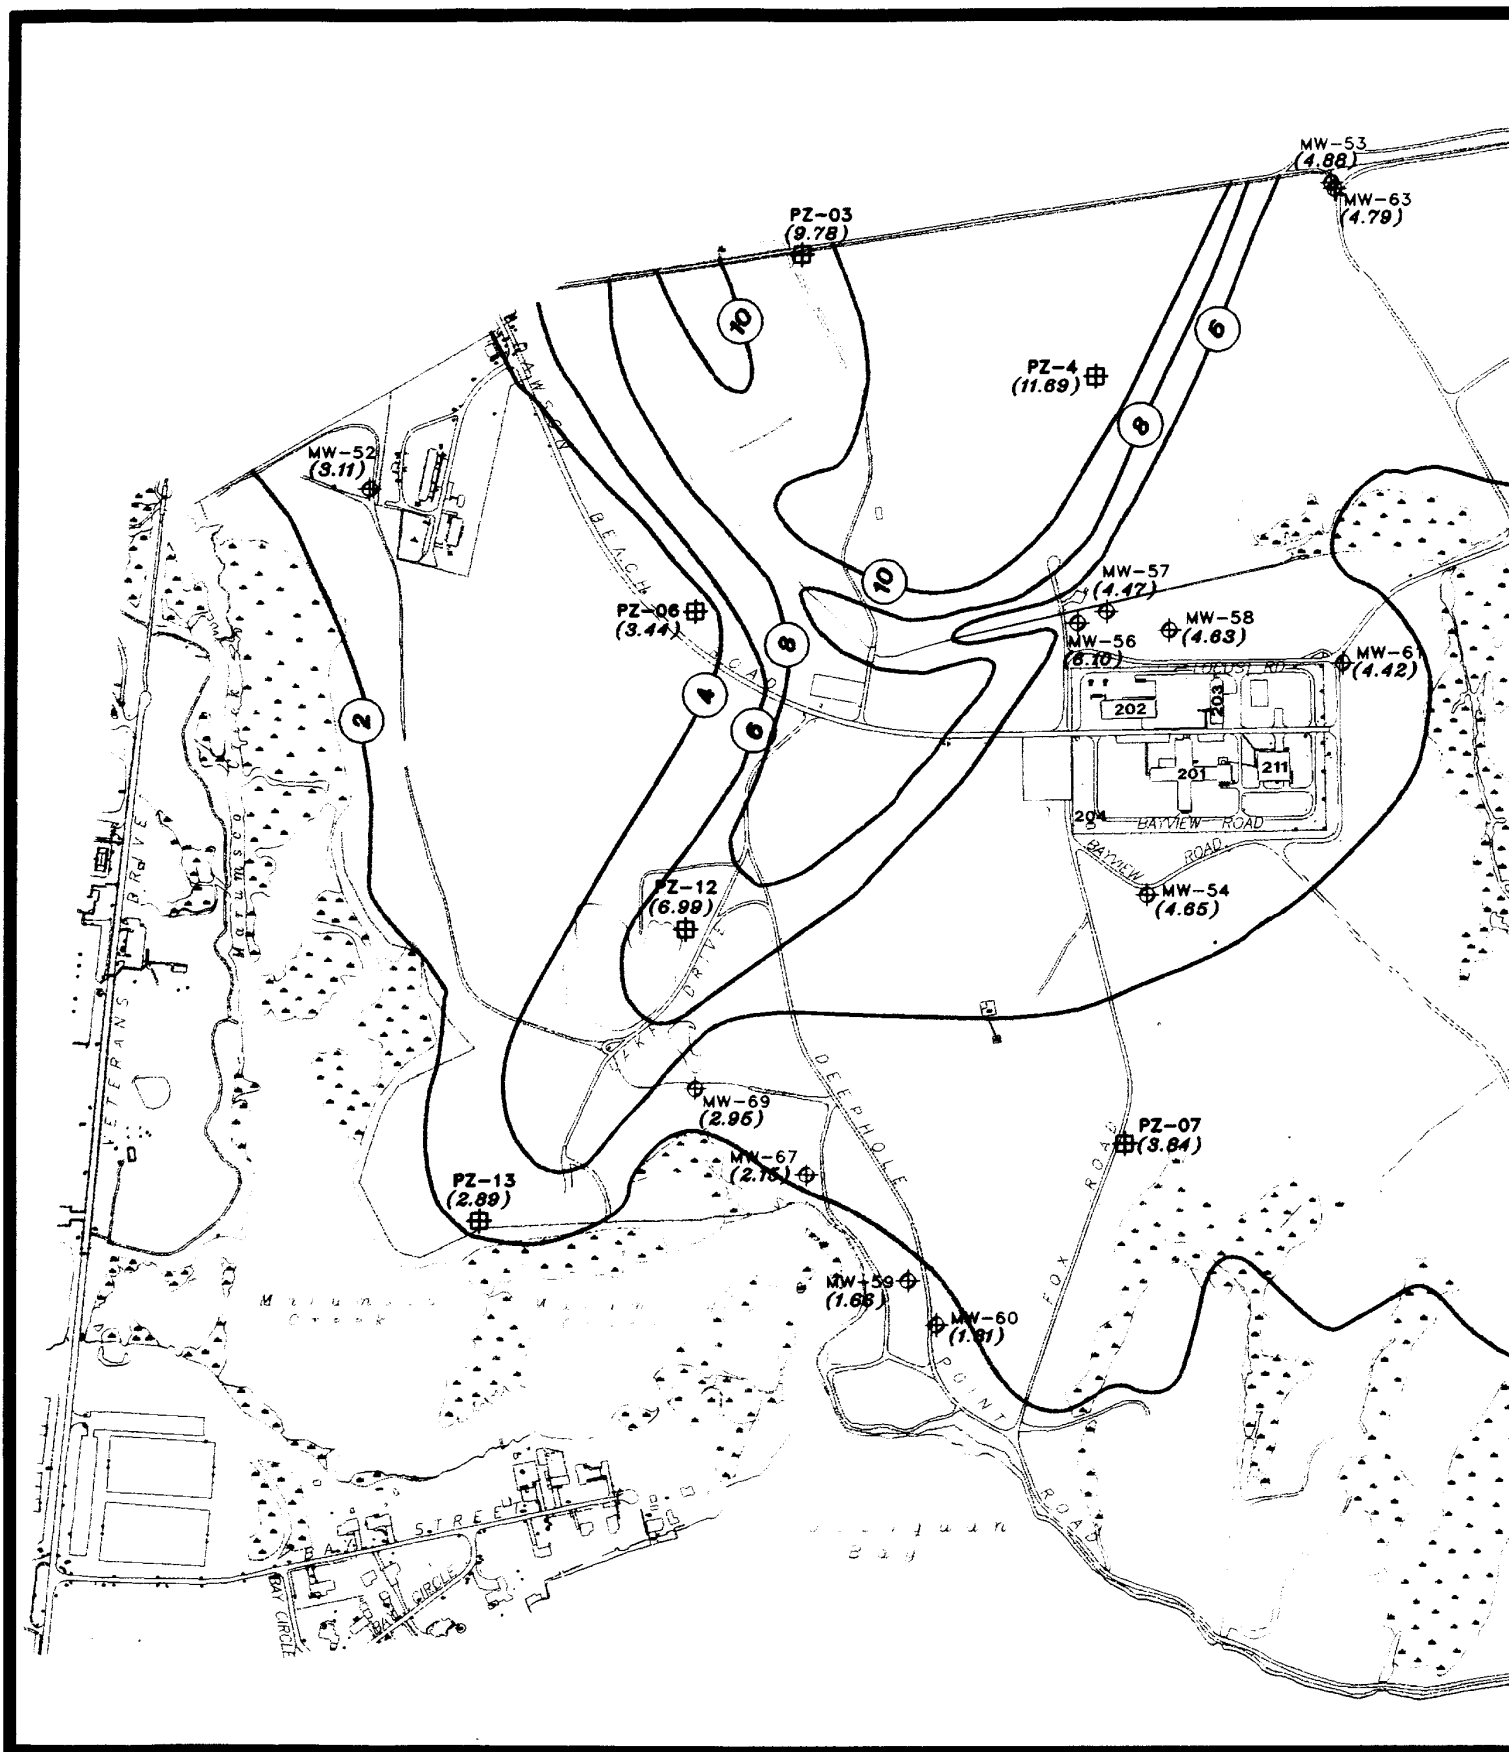 MW-53
(4.88)
MW-63
(4.79)
PZ-03
(9.78)
10
6
PZ-4
(11.69)
8
MW-52
(3.11)
DAWSON
BEACH
10
MW-57
(4.47)
PZ-06
(3.44)
MW-58
(4.63)
MW-56
(6.10)
8
MW-61
(4.42)
LOCUST RD
4
2
6
202
203
201
211
204
BAYVIEW ROAD
BAYVIEW ROAD
Marumsco
PZ-12
(6.99)
MW-54
(4.65)
VETERANS DRIVE
DRIVE
MW-69
(2.95)
DEEPHOLE
PZ-07
(3.84)
MW-67
PZ-13
(2.89)
FOX ROAD
MW-59
(1.66)
MW-60
Creek
POINT
ROAD
BAY STREET
Bay
BAY CIRCLE
BAY CIRCLE